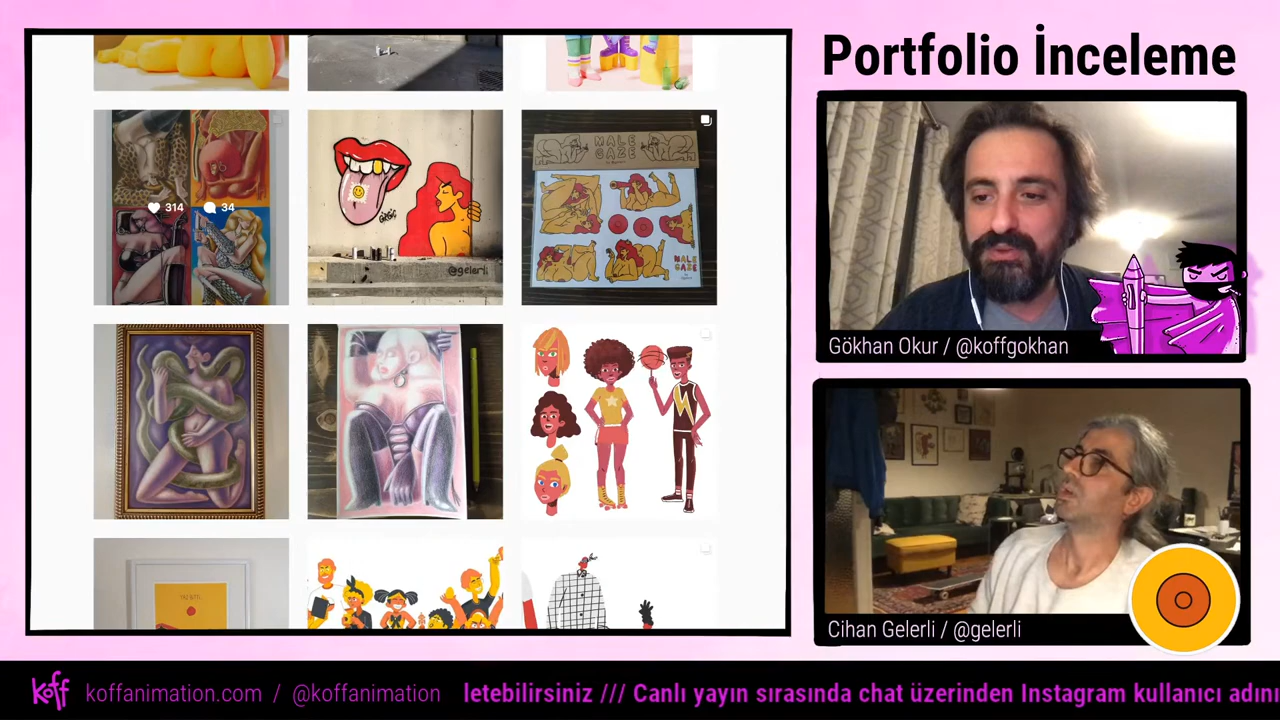 Portfolio İnceleme
314
34
@gelerli
MALE
GAZE
MALE
GAZE
Gökhan Okur / @koffgokhan
Cihan Gelerli / @gelerli
koff
koffanimation.com / @koffanimation
letebilirsiniz /// Canlı yayın sırasında chat üzerinden Instagram kullanıcı adını